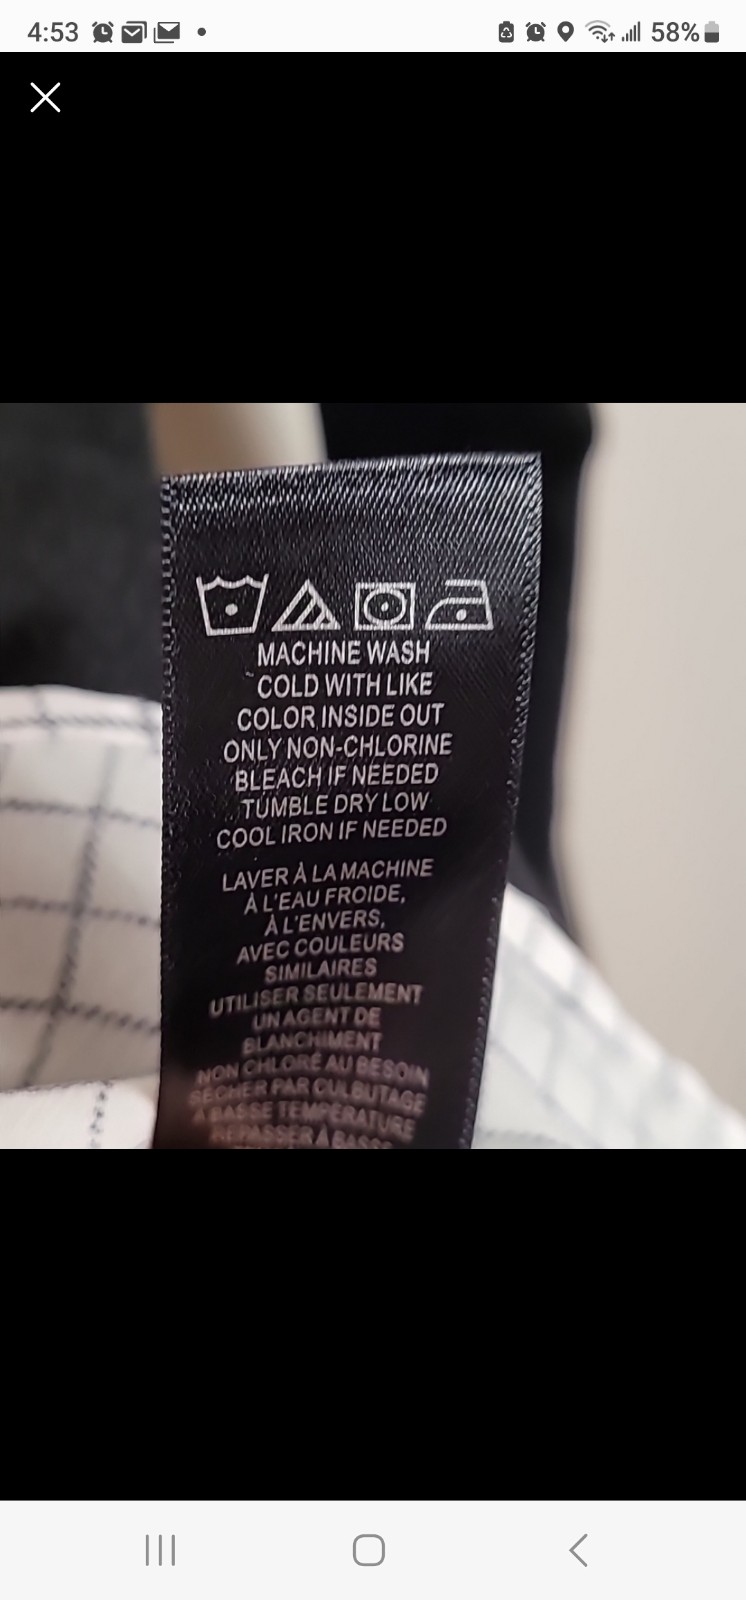 4:53
58%
MACHINE WASH
COLD WITH LIKE
COLOR INSIDE OUT
ONLY NON-CHLORINE
BLEACH IF NEEDED
TUMBLE DRY LOW
COOL IRON IF NEEDED
LAVER À LA MACHINE
À L'EAU FROIDE,
À L'ENVERS,
AVEC COULEURS
SIMILAIRES
UTILISER SEULEMENT
UN AGENT DE
BLANCHIMENT
NON CHLORÉ AU BESOIN
SÉCHER PAR CULBUTAGE
À BASSE TEMPÉRATURE
REPASSER À BASSE